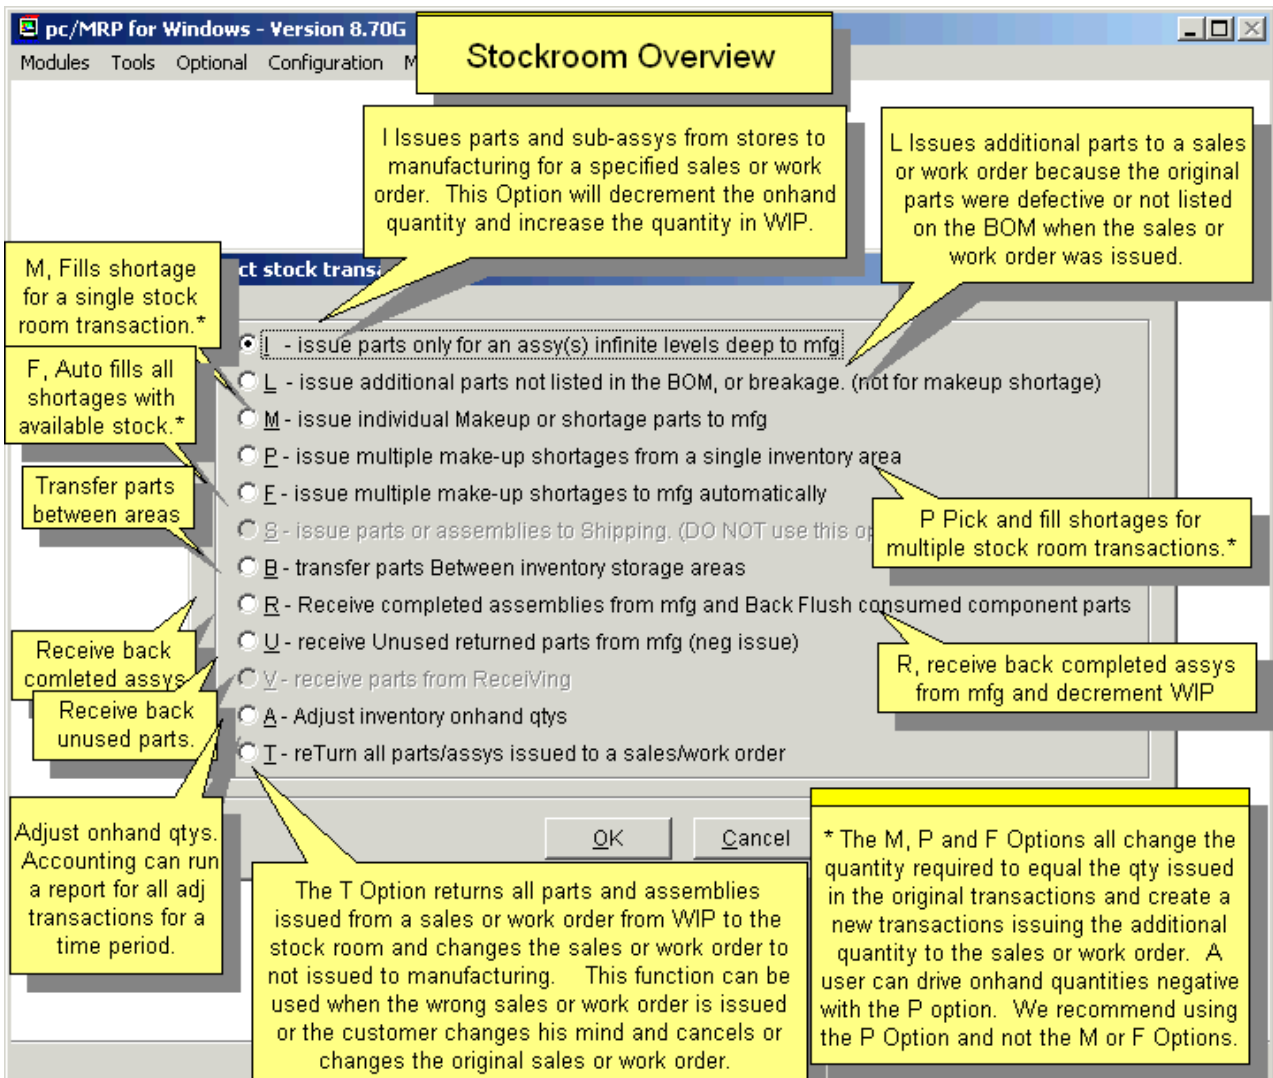 pc/MRP for Windows - Version 8.70G
Stockroom Overview
Modules Tools Optional Configuration M
I Issues parts and sub-assys from stores to
manufacturing for a specified sales or work
order. This Option will decrement the onhand
quantity and increase the quantity in WIP.
L Issues additional parts to a sales
or work order because the original
parts were defective or not listed
on the BOM when the sales or
work order was issued.
M, Fills shortage
for a single stock
room transaction.*
F, Auto fills all
shortages with
available stock.*
Transfer parts
between areas
Receive back
comleted assys
Receive back
unused parts.
Adjust onhand qtys.
Accounting can run
a report for all adj
transactions for a
time period.
ct stock transa
I - issue parts only for an assy(s) infinite levels deep to mfg
L - issue additional parts not listed in the BOM, or breakage. (not for makeup shortage)
M - issue individual Makeup or shortage parts to mfg
P - issue multiple make-up shortages from a single inventory area
F - issue multiple make-up shortages to mfg automatically
S - issue parts or assemblies to Shipping. (DO NOT use this op
B - transfer parts Between inventory storage areas
R - Receive completed assemblies from mfg and Back Flush consumed component parts
U - receive Unused returned parts from mfg (neg issue)
V - receive parts from ReceiVing
A - Adjust inventory onhand qtys
T - reTurn all parts/assys issued to a sales/work order
P Pick and fill shortages for
multiple stock room transactions.*
R, receive back completed assys
from mfg and decrement WIP
OK Cancel
The T Option returns all parts and assemblies
issued from a sales or work order from WIP to the
stock room and changes the sales or work order to
not issued to manufacturing. This function can be
used when the wrong sales or work order is issued
or the customer changes his mind and cancels or
changes the original sales or work order.
* The M, P and F Options all change the
quantity required to equal the qty issued
in the original transactions and create a
new transactions issuing the additional
quantity to the sales or work order. A
user can drive onhand quantities negative
with the P option. We recommend using
the P Option and not the M or F Options.